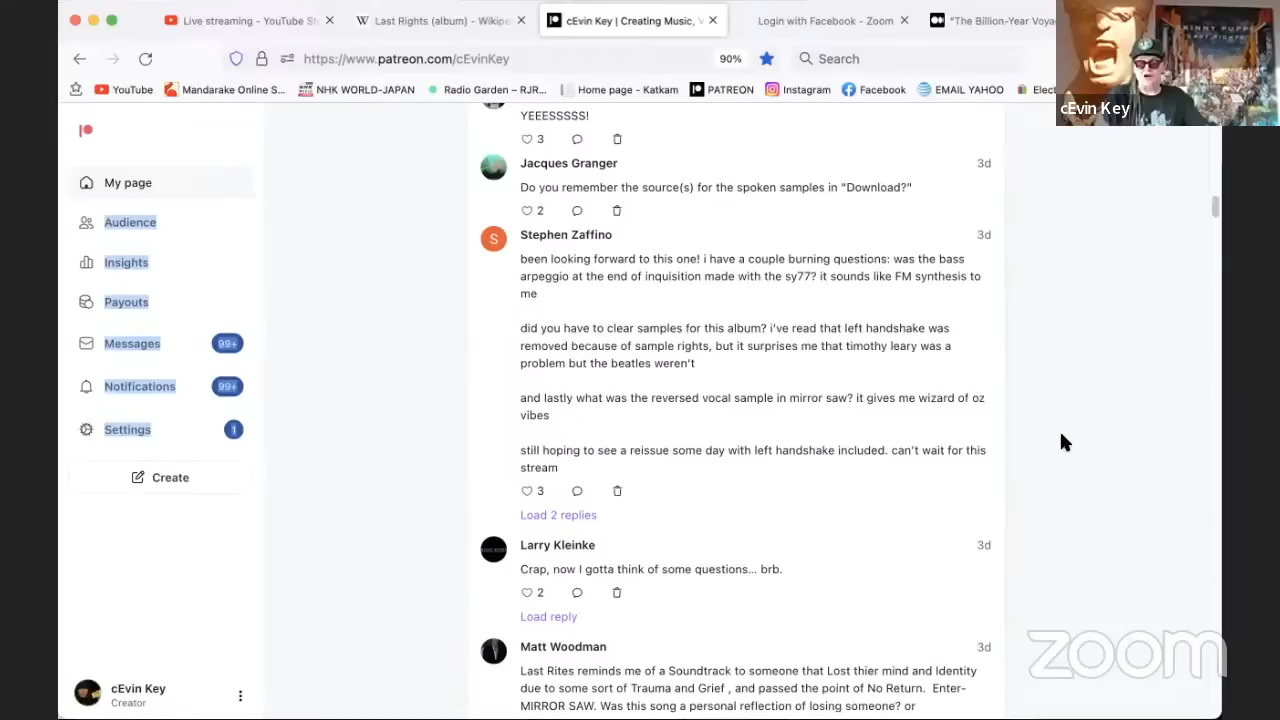 Live streaming - YouTube St
Last Rights (album) - Wikipe
cEvin Key | Creating Music, V
Login with Facebook - Zoom
"The Billion-Year Voya
https://www.patreon.com/cEvinKey
90%
Search
YouTube
Mandarake Online S...
NHK WORLD-JAPAN
Radio Garden – RJR...
Home page - Katkam
PATREON
Instagram
Facebook
EMAIL YAHOO
Elect
cEvin Key
My page
Audience
Insights
Payouts
Messages 99+
Notifications 99+
Settings 1
Create
cEvin Key
Creator
YEEESSSSS!
3
Jacques Granger 3d
Do you remember the source(s) for the spoken samples in "Download?"
2
S
Stephen Zaffino 3d
been looking forward to this one! i have a couple burning questions: was the bass
arpeggio at the end of inquisition made with the sy77? it sounds like FM synthesis to
me
did you have to clear samples for this album? i've read that left handshake was
removed because of sample rights, but it surprises me that timothy leary was a
problem but the beatles weren't
and lastly what was the reversed vocal sample in mirror saw? it gives me wizard of oz
vibes
still hoping to see a reissue some day with left handshake included. can't wait for this
stream
3
Load 2 replies
Larry Kleinke 3d
Crap, now I gotta think of some questions... brb.
2
Load reply
Matt Woodman 3d
Last Rites reminds me of a Soundtrack to someone that Lost thier mind and Identity
due to some sort of Trauma and Grief , and passed the point of No Return. Enter-
MIRROR SAW. Was this song a personal reflection of losing someone? or
zoom